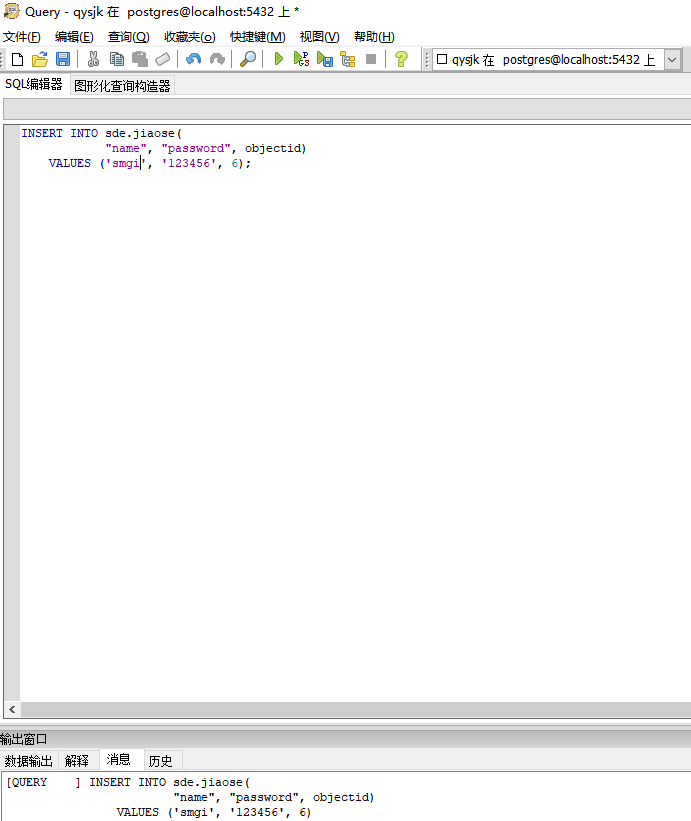 Query - qysjk 在 postgres@localhost:5432 上 *
文件(F) 编辑(E) 查询(Q) 收藏夹(o) 快捷键(M) 视图(V) 帮助(H)
qysjk 在 postgres@localhost:5432 上
SQL编辑器 图形化查询构造器
INSERT INTO sde.jiaose(
"name", "password", objectid)
VALUES ('smgi', '123456', 6);
输出窗口
数据输出 解释 消息 历史
[QUERY    ] INSERT INTO sde.jiaose(
"name", "password", objectid)
VALUES ('smgi', '123456', 6)